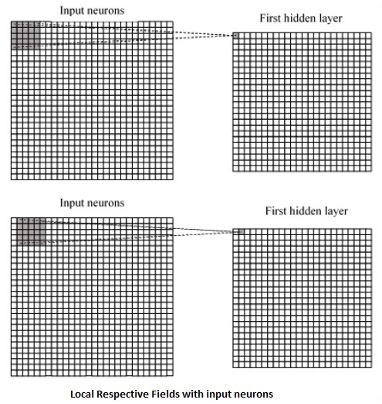 Input neurons
First hidden layer
Input neurons
First hidden layer
Local Respective Fields with input neurons